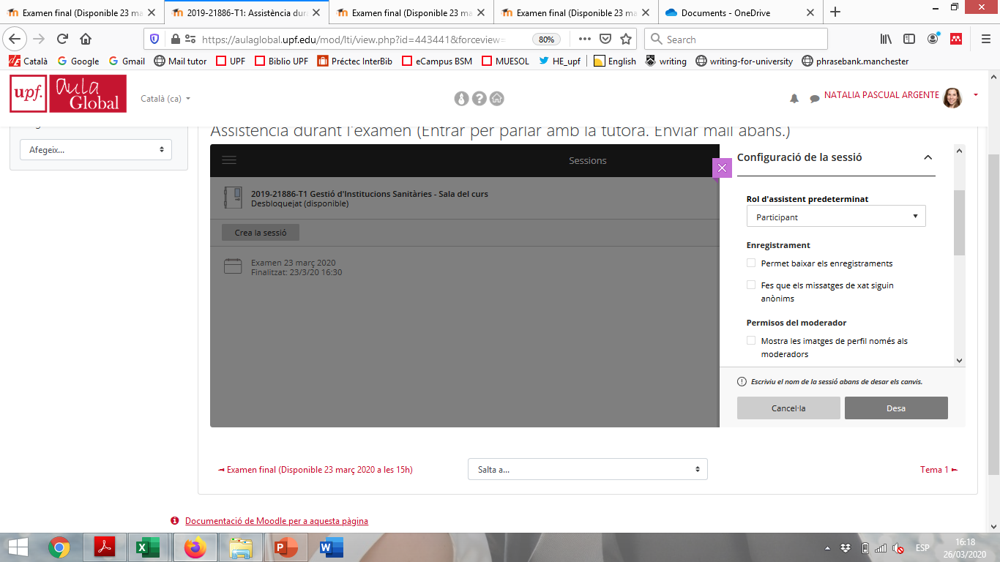 Examen final (Disponible 23 ma
2019-21886-T1: Assistència dura
Examen final (Disponible 23 ma
Examen final (Disponible 23 ma
Documents - OneDrive
https://aulaglobal.upf.edu/mod/lti/view.php?id=443441&forceview=
80%
Search
Català
Google
Gmail
Mail tutor
UPF
Biblio UPF
Préctec InterBib
eCampus BSM
MUESOL
HE_upf
English
writing
writing-for-university
phrasebank.manchester
upf.
aula Global
Català (ca)
NATALIA PASCUAL ARGENTE
Afegeix...
Assistència durant l'examen (Entrar per parlar amb la tutora. Enviar mail abans.)
Sessions
2019-21886-T1 Gestió d'Institucions Sanitàries - Sala del curs
Desbloquejat (disponible)
Crea la sessió
Examen 23 març 2020
Finalitzat: 23/3/20 16:30
Configuració de la sessió
Rol d'assistent predeterminat
Participant
Enregistrament
Permet baixar els enregistraments
Fes que els missatges de xat siguin
anònims
Permisos del moderador
Mostra les imatges de perfil només als
moderadors
Escriviu el nom de la sessió abans de desar els canvis.
Cancel·la
Desa
◄ Examen final (Disponible 23 març 2020 a les 15h)
Salta a...
Tema 1 ►
Documentació de Moodle per a aquesta pàgina
ESP
16:18
26/03/2020